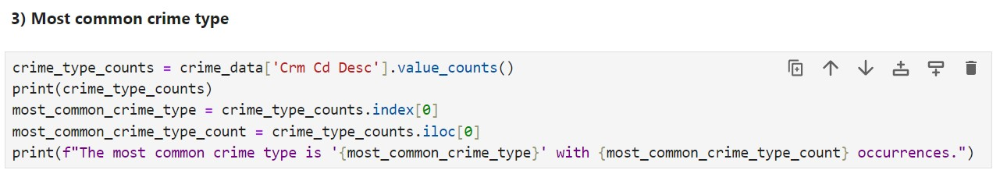 3) Most common crime type
crime_type_counts = crime_data['Crm Cd Desc'].value_counts()
print(crime_type_counts)
most_common_crime_type = crime_type_counts.index[0]
most_common_crime_type_count = crime_type_counts.iloc[0]
print(f"The most common crime type is '{most_common_crime_type}' with {most_common_crime_type_count} occurrences.")